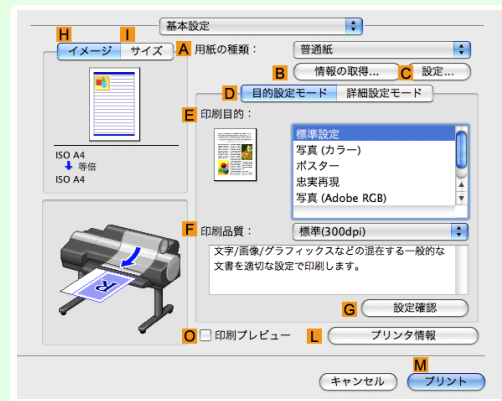 基本設定
H I
イメージ サイズ
A 用紙の種類： 普通紙
B 情報の取得... C 設定...
D 目的設定モード 詳細設定モード
E 印刷目的：
標準設定
写真 (カラー)
ポスター
忠実再現
写真 (Adobe RGB)
ISO A4
等倍
ISO A4
F 印刷品質： 標準(300dpi)
文字/画像/グラフィックスなどの混在する一般的な
文書を適切な設定で印刷します。
R
G 設定確認
O 印刷プレビュー L プリンタ情報
M
キャンセル プリント